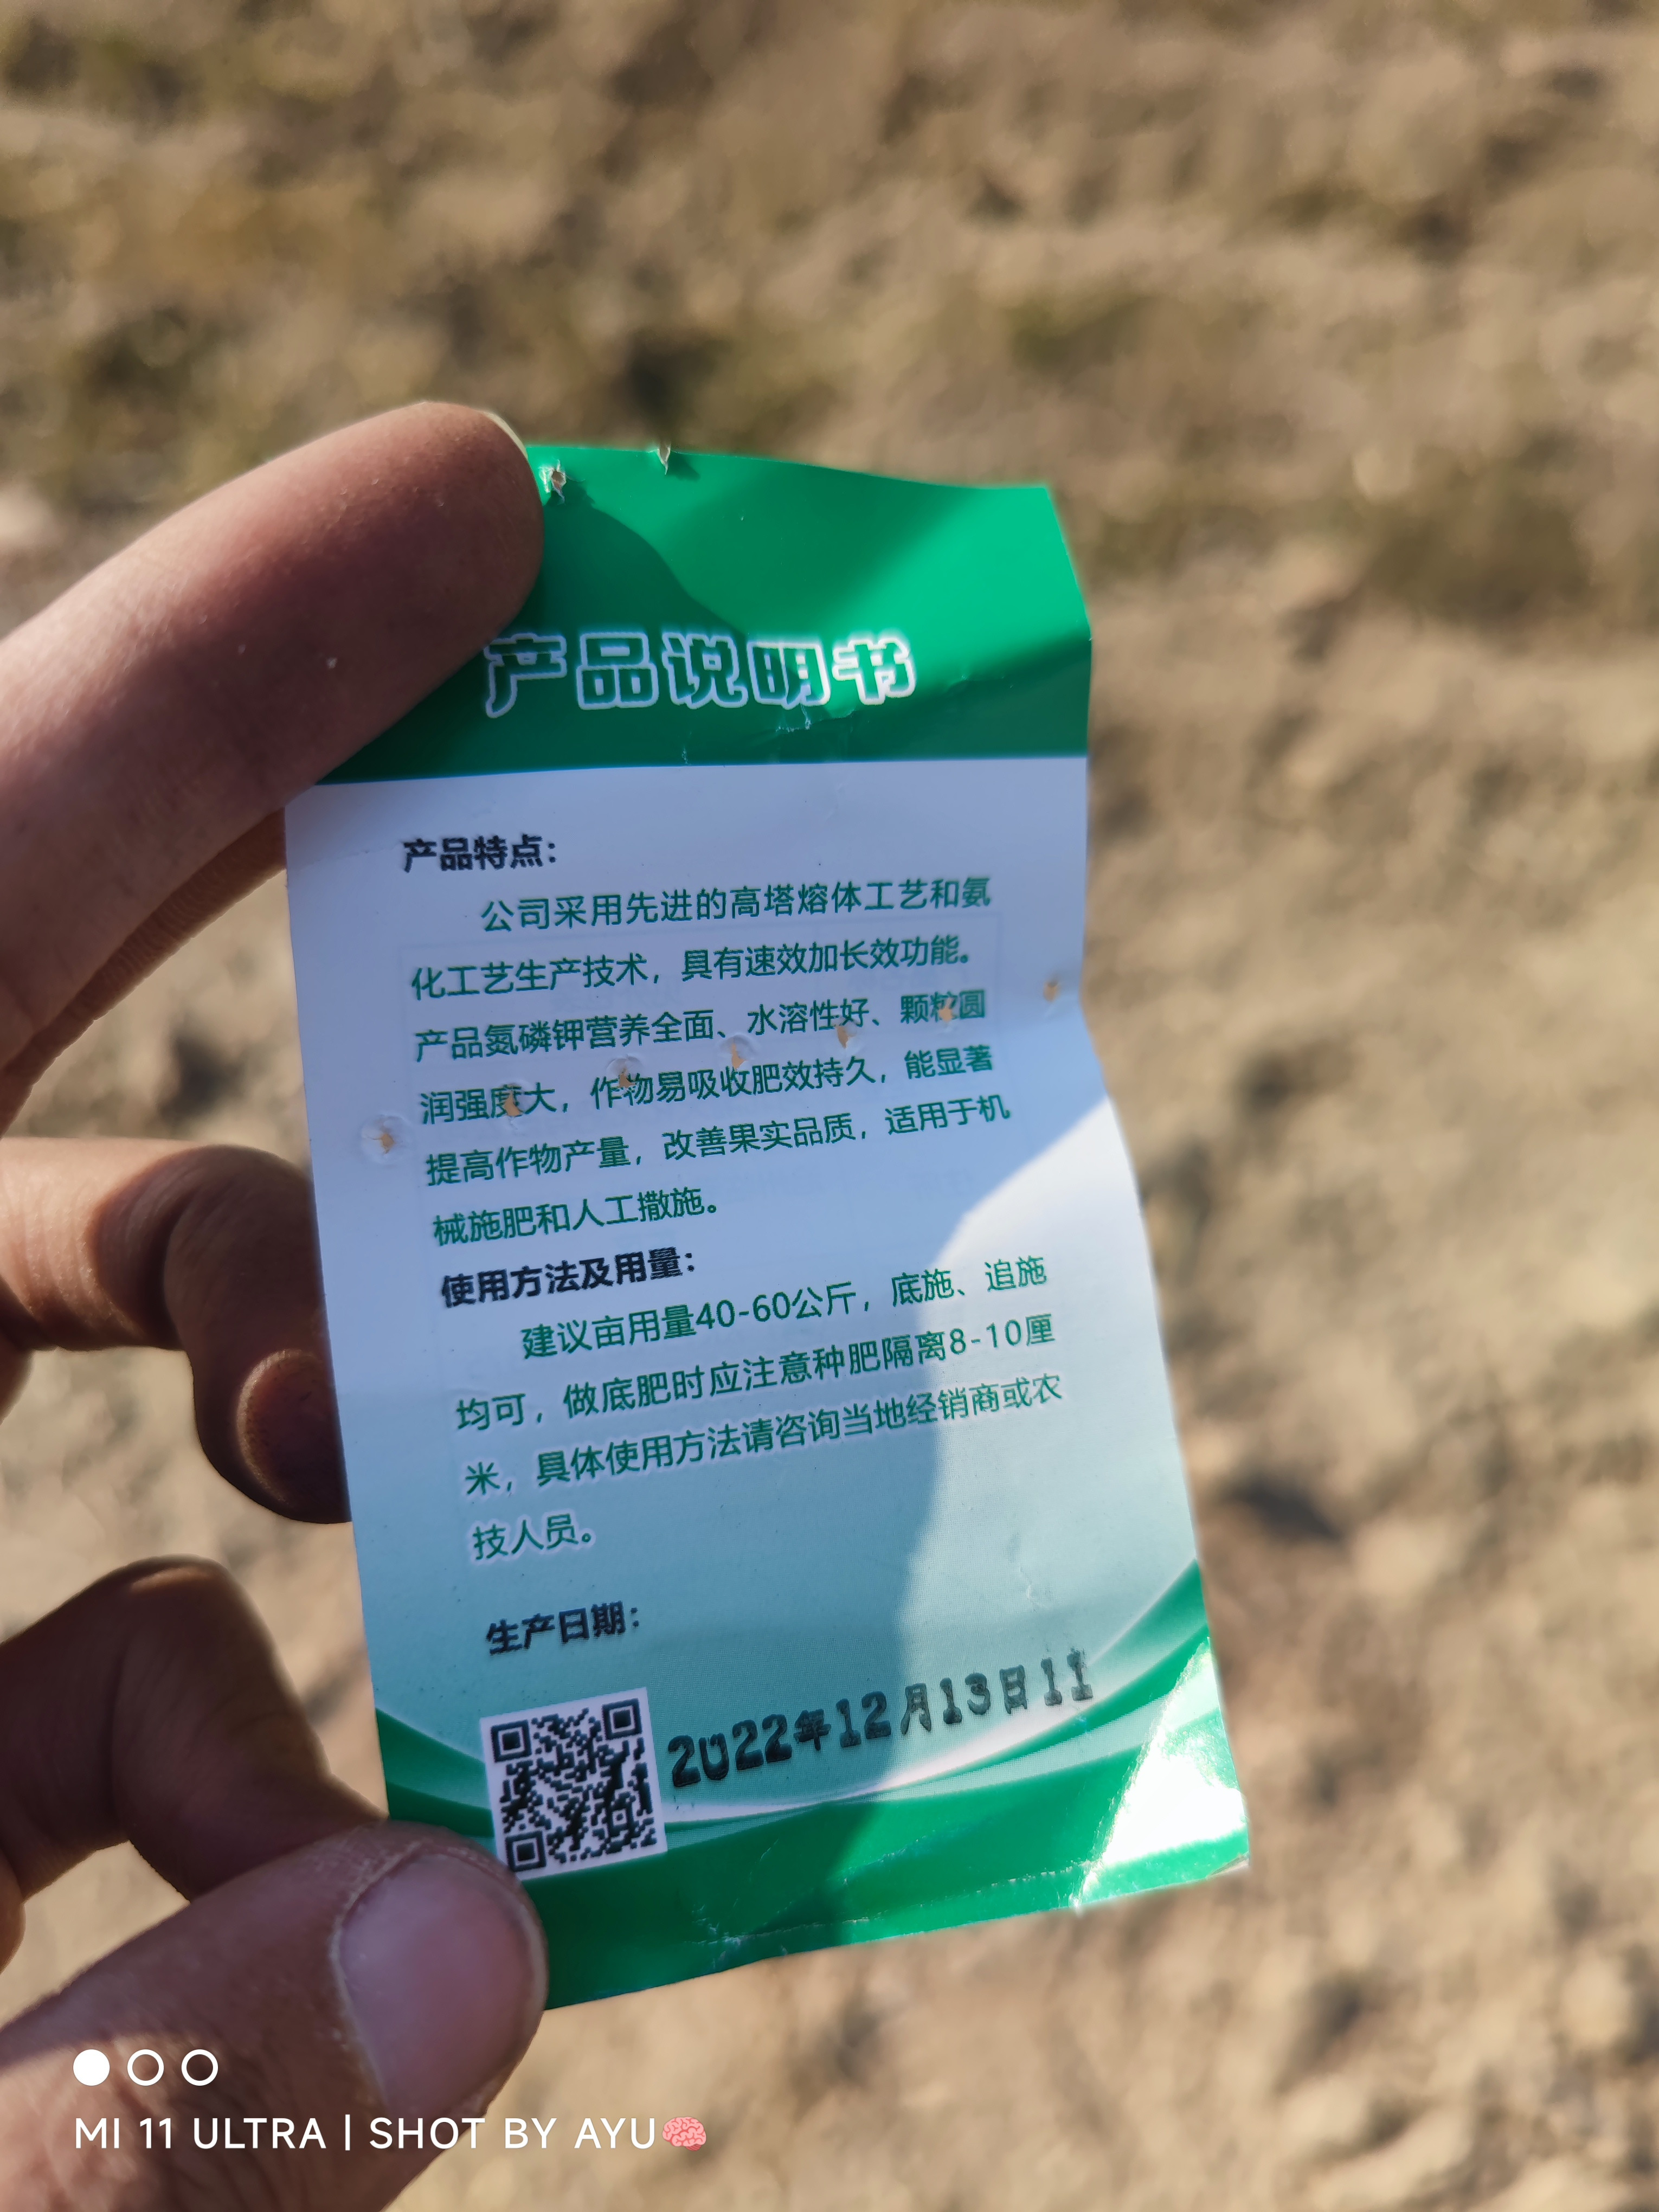 产品说明书
产品特点：
公司采用先进的高塔熔体工艺和氨
化工艺生产技术，具有速效加长效功能。
产品氮磷钾营养全面、水溶性好、颗粒圆
润强度大，作物易吸收肥效持久，能显著
提高作物产量，改善果实品质，适用于机
械施肥和人工撒施。
使用方法及用量：
建议亩用量40-60公斤，底施、追施
均可，做底肥时应注意种肥隔离8-10厘
米，具体使用方法请咨询当地经销商或农
技人员。
生产日期：
2022年12月13日11
MI 11 ULTRA | SHOT BY AYU🧠